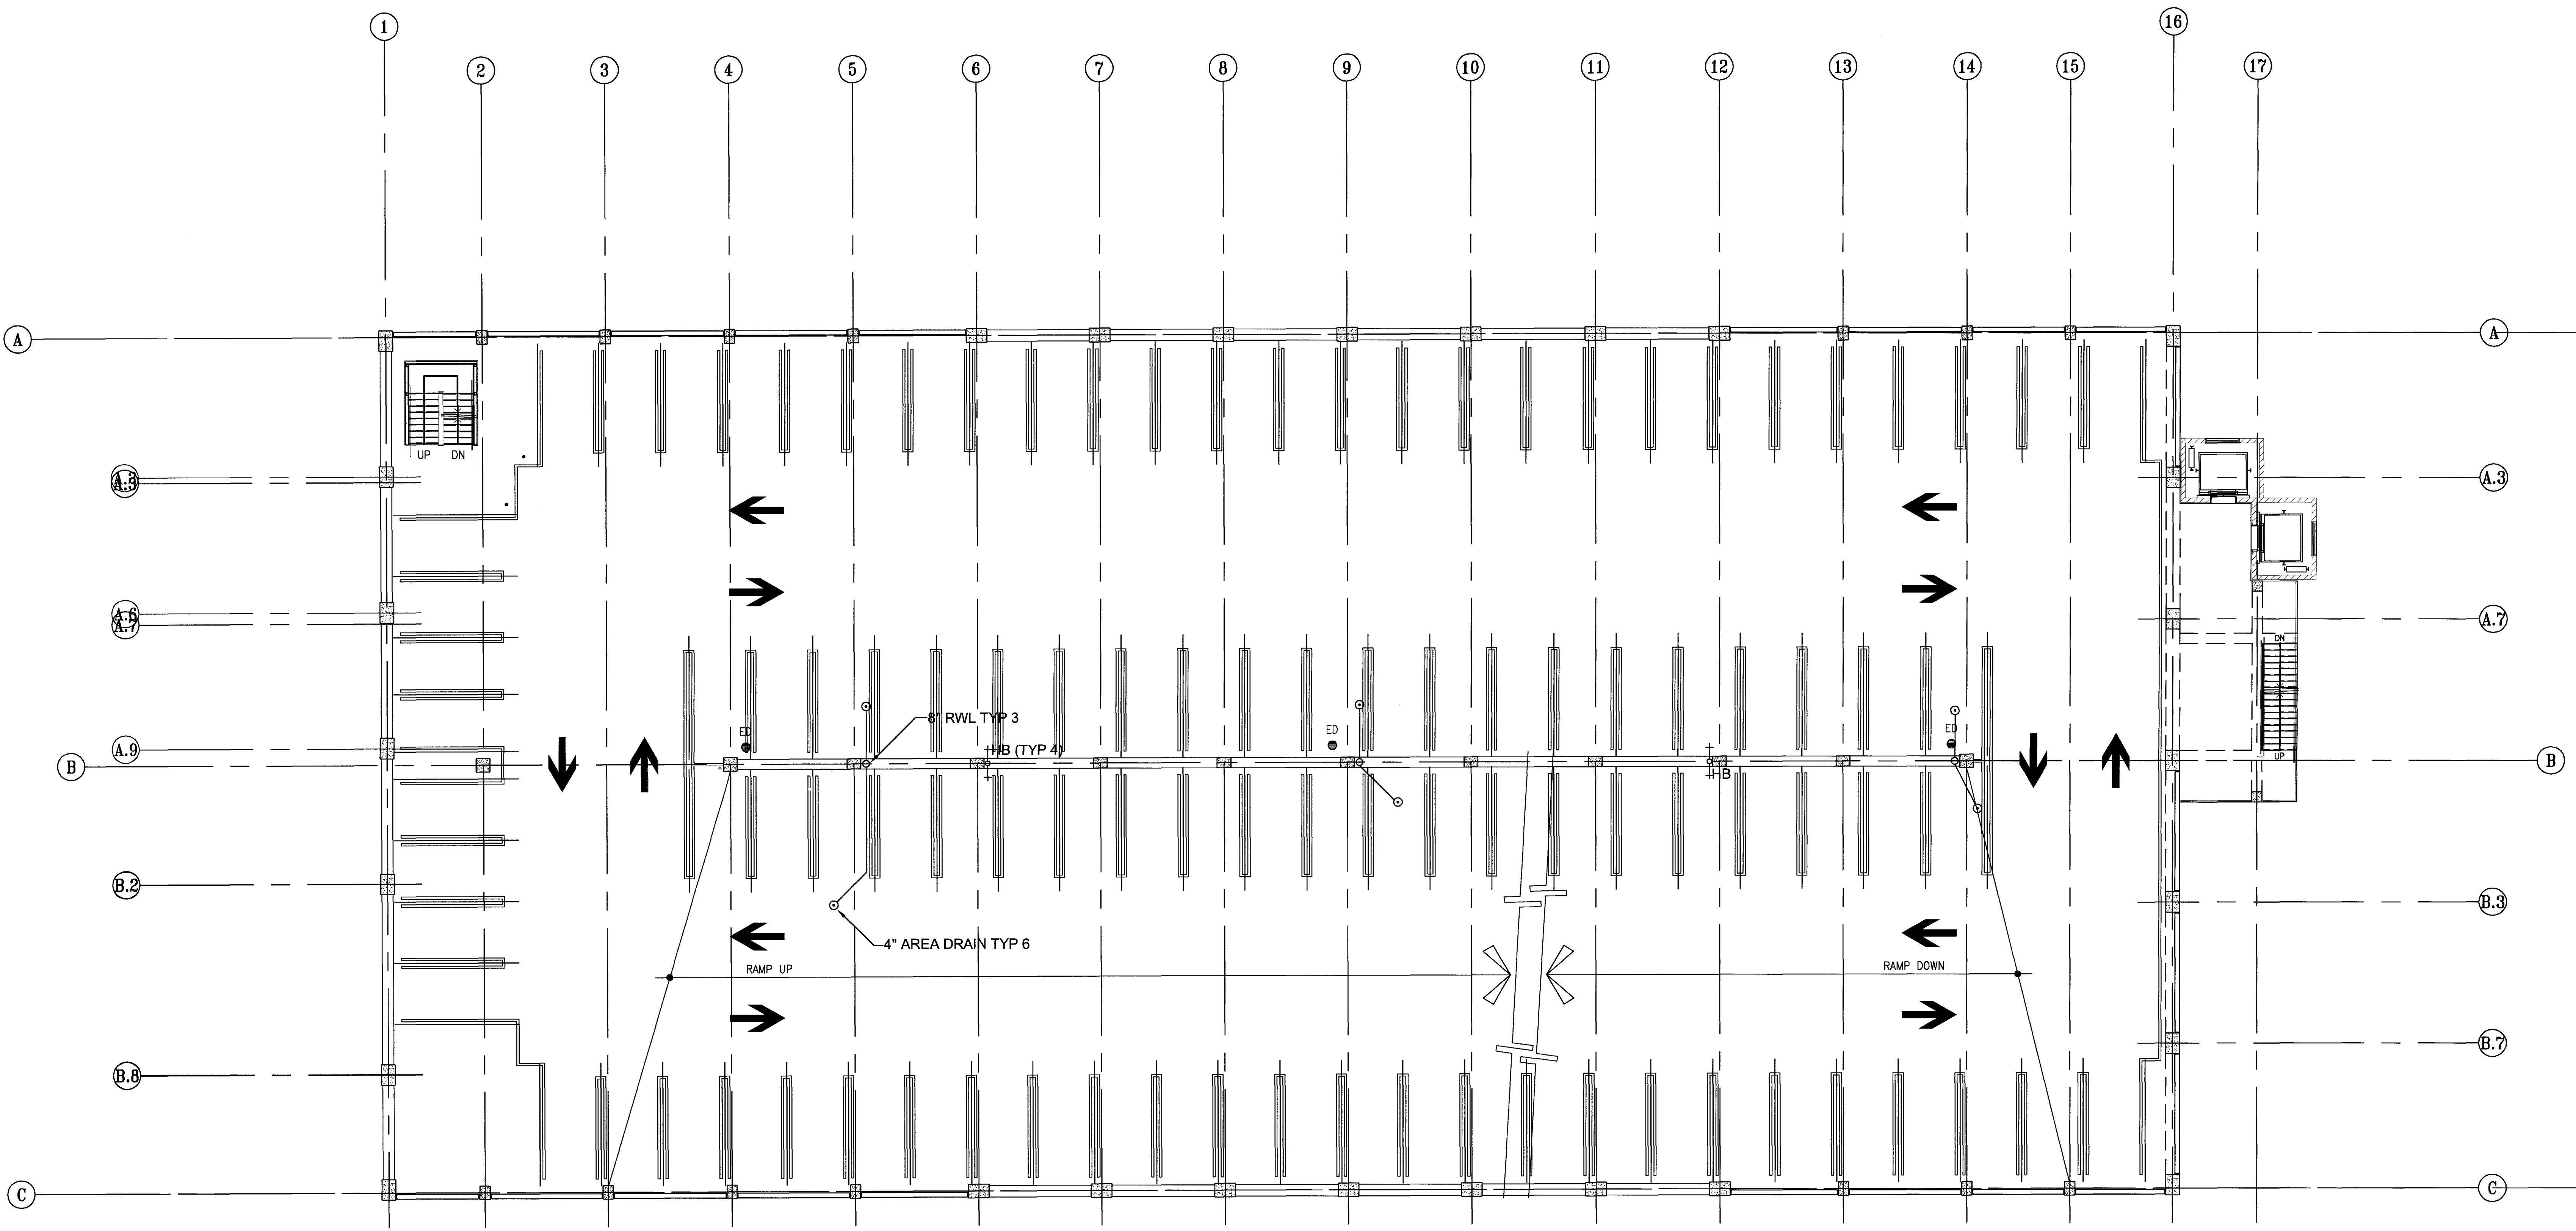 1
16
2
3
4
5
6
7
8
9
10
11
12
13
14
15
17
A
A
UP DN
A.3
A.3
A.6
A.7
A.7
DN
8" RWL TYP 3
ED
ED
ED
HB (TYP 4)
A.9
B
B
UP
HB
B.2
B.3
4" AREA DRAIN TYP 6
RAMP UP
RAMP DOWN
B.7
B.8
C
C